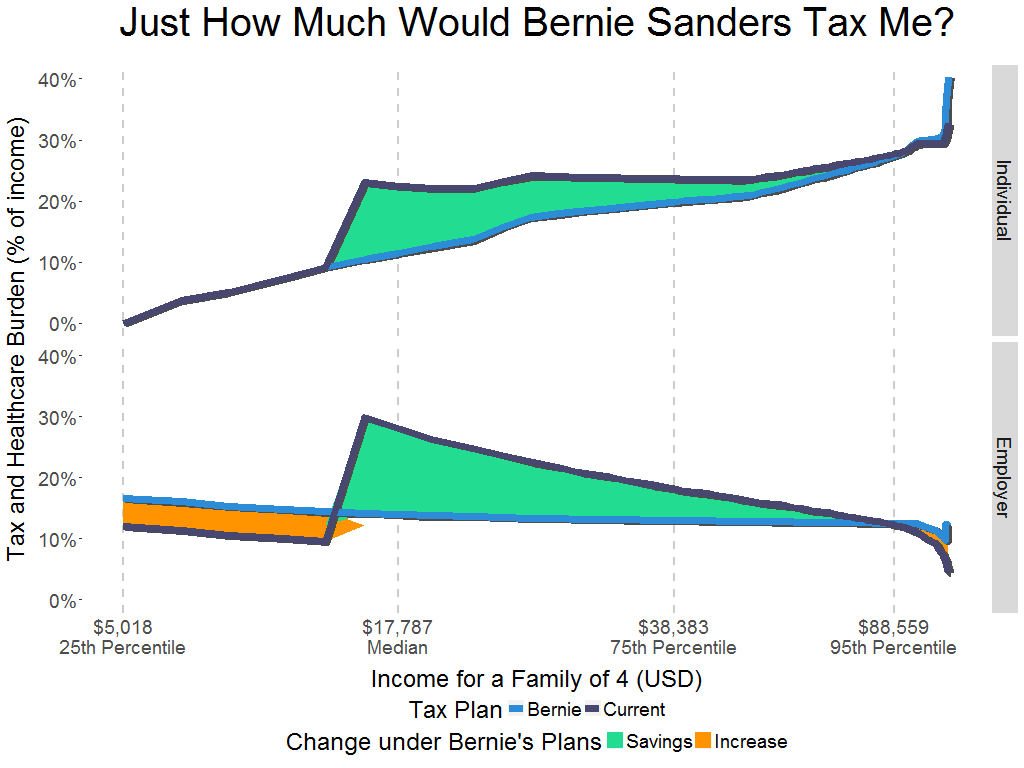 Just How Much Would Bernie Sanders Tax Me?
Tax and Healthcare Burden (% of income)
40%
30%
20%
10%
0%
Individual
40%
30%
20%
10%
0%
Employer
$5,018 $17,787 $38,383 $88,559
25th Percentile Median 75th Percentile 95th Percentile
Income for a Family of 4 (USD)
Tax Plan Bernie Current
Change under Bernie's Plans Savings Increase